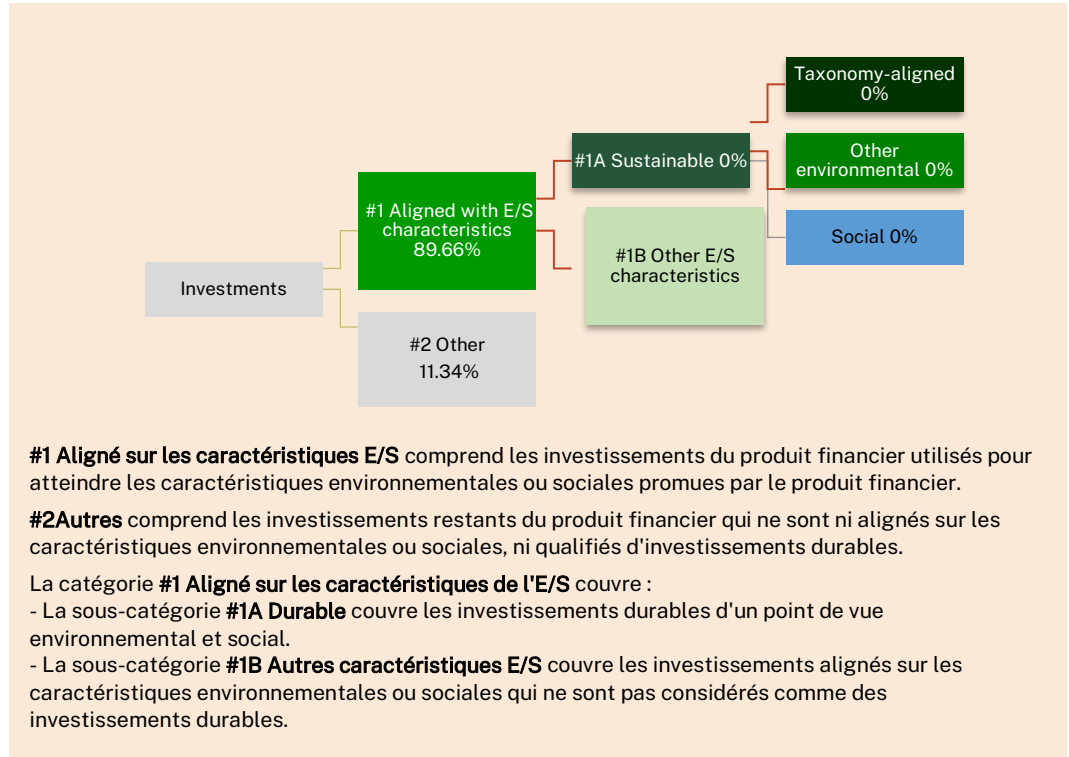 Taxonomy-aligned
0%
#1A Sustainable 0%
Other
environmental 0%
#1 Aligned with E/S
characteristics
89.66%
Social 0%
#1B Other E/S
characteristics
Investments
#2 Other
11.34%
#1 Aligné sur les caractéristiques E/S comprend les investissements du produit financier utilisés pour
atteindre les caractéristiques environnementales ou sociales promues par le produit financier.
#2Autres comprend les investissements restants du produit financier qui ne sont ni alignés sur les
caractéristiques environnementales ou sociales, ni qualifiés d'investissements durables.
La catégorie #1 Aligné sur les caractéristiques de l'E/S couvre :
- La sous-catégorie #1A Durable couvre les investissements durables d'un point de vue
environnemental et social.
- La sous-catégorie #1B Autres caractéristiques E/S couvre les investissements alignés sur les
caractéristiques environnementales ou sociales qui ne sont pas considérés comme des
investissements durables.